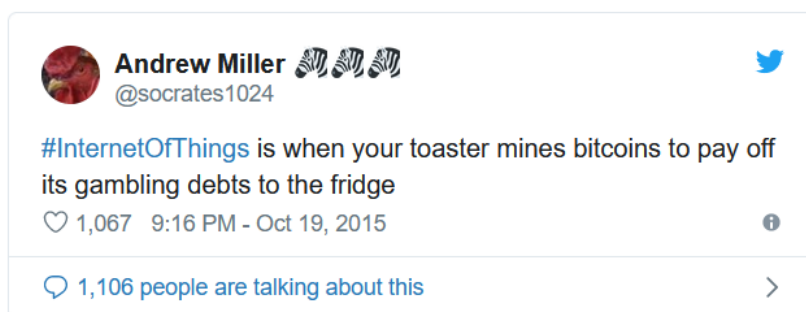 Andrew Miller 🦓🦓🦓
@socrates1024
#InternetOfThings is when your toaster mines bitcoins to pay off
its gambling debts to the fridge
1,067 9:16 PM - Oct 19, 2015
1,106 people are talking about this